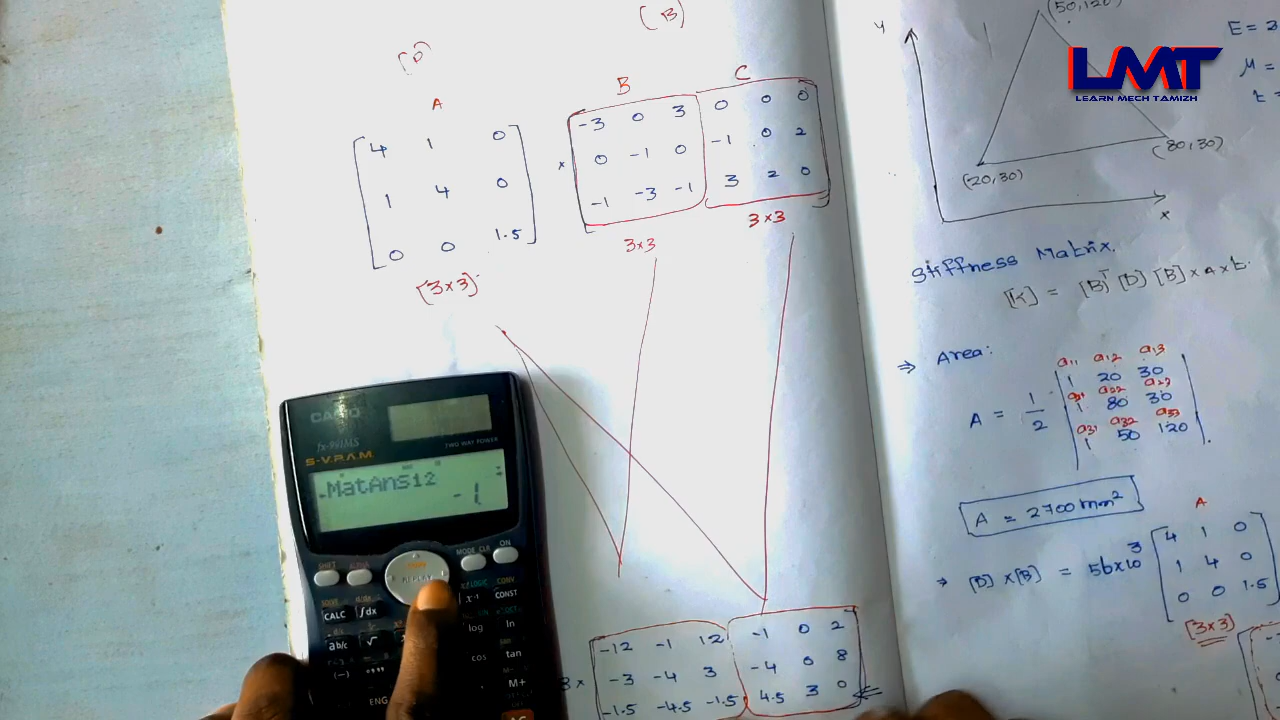 (B)
(50,120)
y
E = 2
[D]
μ =
t =
LMT
LEARN MECH TAMIZH
A
B
C
4 1 0
1 4 0
0 0 1.5
[3×3]
×
-3 0 3 0 0 0
0 -1 0 -1 0 2
-1 -3 -1 3 2 0
3×3
3×3
(20,30)
(80,30)
x
Stiffness Matrix.
[K] = [B]ᵀ [D] [B] × A × t.
⇒ Area:
a11 a12 a13
1 20 30
a21 a22 a23
A = 1/2
1 80 30
a31 a32 a33
1 50 120
A = 2700 mm²
A
→ [D] × [B] = 56×10³
4 1 0
1 4 0
0 0 1.5
[3×3]
CASIO
fx-991MS
TWO WAY POWER
S-V.P.A.M.
MatAns12
-1
SHIFT
ALPHA
REPLAY
MODE CLR
ON
CALC
∫dx
LOGIC
CONV
x⁻¹
CONST
ab/c
√
log
ln
(−)
cos
tan
ENG
M+
AC
3 ×
-12 -1 12 -1 0 2
-3 -4 3 -4 0 8
-1.5 -4.5 -1.5 4.5 3 0